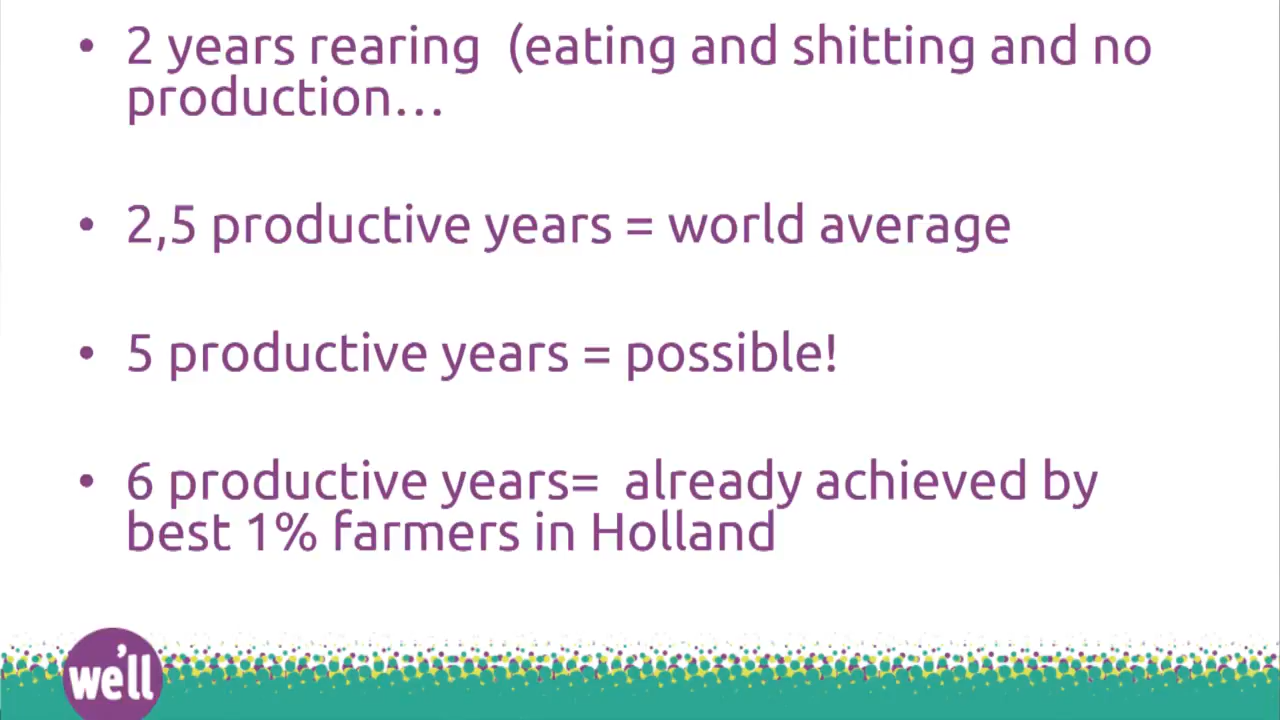 • 2 years rearing  (eating and shitting and no
production...
• 2,5 productive years = world average
• 5 productive years = possible!
• 6 productive years=  already achieved by
best 1% farmers in Holland
we'll